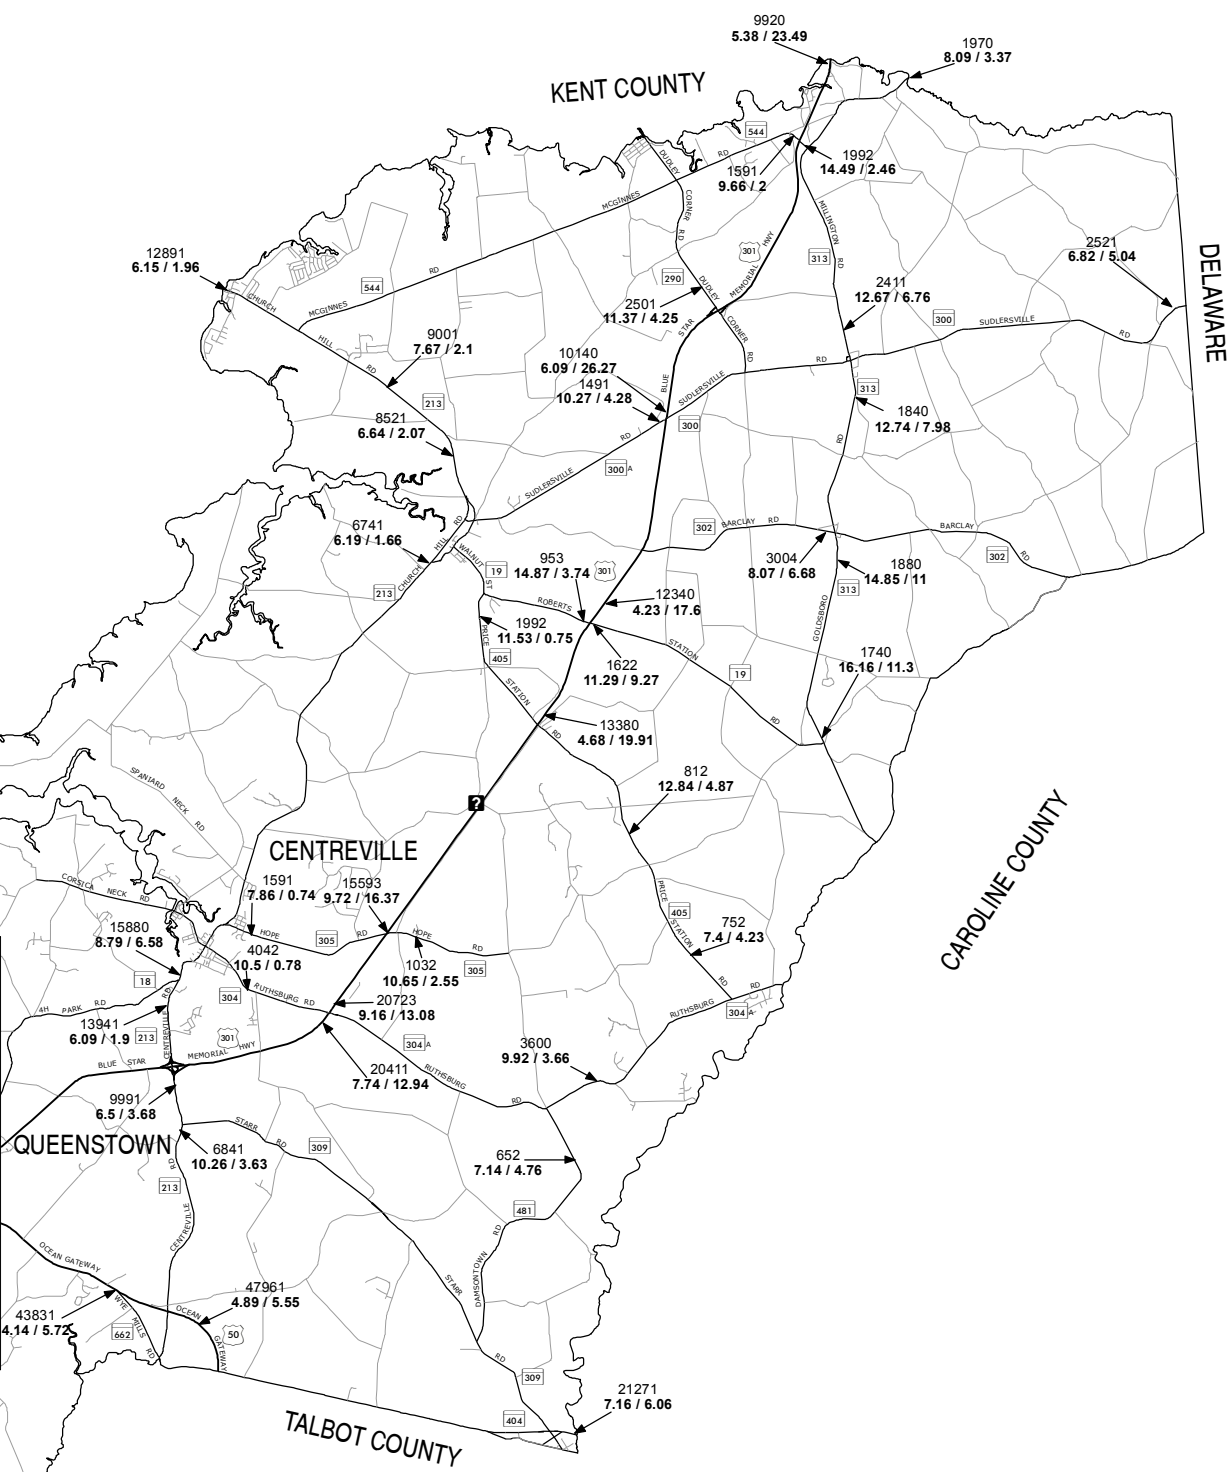 9920
5.38 / 23.49
1970
8.09 / 3.37
KENT COUNTY
544
DUDLEY
RD
1591
9.66 / 2
1992
14.49 / 2.46
MCGINNES
CORNER
RD
MILLINGTON
RD
301
HWY
MEMORIAL
313
2521
6.82 / 5.04
DELAWARE
12891
6.15 / 1.96
RD
544
290
DUDLEY
2411
12.67 / 6.76
CHURCH
MCGINNES
2501
11.37 / 4.25
STAR
CORNER
RD
300
SUDLERSVILLE
RD
HILL
RD
9001
7.67 / 2.1
10140
6.09 / 26.27
1491
10.27 / 4.28
BLUE
SUDLERSVILLE
RD
213
313
8521
6.64 / 2.07
300
1840
12.74 / 7.98
RD
RD
SUDLERSVILLE
300 A
6741
6.19 / 1.66
RD
HILL
CHURCH
213
WALNUT
ST
302
BARCLAY
RD
BARCLAY
RD
302
19
953
14.87 / 3.74
301
3004
8.07 / 6.68
1880
14.85 / 11
313
GOLDSBORO
ROBERTS
12340
4.23 / 17.6
1992
11.53 / 0.75
PRICE
405
STATION
RD
1622
11.29 / 9.27
STATION
19
RD
1740
16.16 / 11.3
13380
4.68 / 19.91
SPANIARD
NECK
RD
812
12.84 / 4.87
?
CENTREVILLE
CAROLINE COUNTY
CORSICA
NECK
RD
1591
7.86 / 0.74
15593
9.72 / 16.37
PRICE
405
STATION
RD
752
7.4 / 4.23
15880
8.79 / 6.58
HOPE
305
RD
HOPE
RD
305
4042
10.5 / 0.78
1032
10.65 / 2.55
18
304
RUTHSBURG
RD
20723
9.16 / 13.08
RUTHSBURG
RD
304 A
4H
PARK
RD
RD
13941
6.09 / 1.9
213
CENTREVILLE
301
MEMORIAL
HWY
304 A
RUTHSBURG
RD
3600
9.92 / 3.66
BLUE
STAR
20411
7.74 / 12.94
9991
6.5 / 3.68
QUEENSTOWN
RD
STARR
RD
309
6841
10.26 / 3.63
652
7.14 / 4.76
213
CENTREVILLE
481
RD
DAMSONTOWN
OCEAN GATEWAY
STARR
RD
47961
4.89 / 5.55
43831
4.14 / 5.72
WYE
MILLS
RD
662
OCEAN
GATEWAY
50
309
404
21271
7.16 / 6.06
TALBOT COUNTY